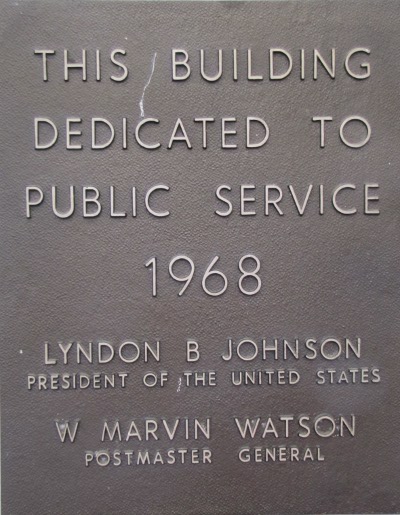 THIS BUILDING
DEDICATED TO
PUBLIC SERVICE
1968
LYNDON B JOHNSON
PRESIDENT OF THE UNITED STATES
W MARVIN WATSON
POSTMASTER GENERAL